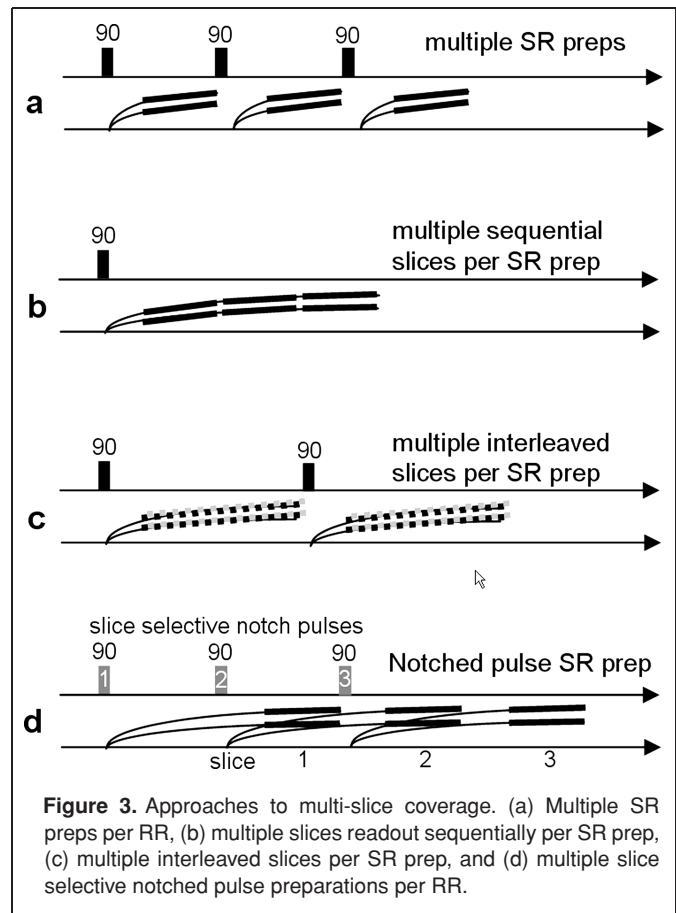 90 90 90 multiple SR preps
a
90 multiple sequential
slices per SR prep
b
90 90 multiple interleaved
slices per SR prep
c
slice selective notch pulses
90 90 90 Notched pulse SR prep
1 2 3
d
slice 1 2 3
Figure 3. Approaches to multi-slice coverage. (a) Multiple SR
preps per RR, (b) multiple slices readout sequentially per SR prep,
(c) multiple interleaved slices per SR prep, and (d) multiple slice
selective notched pulse preparations per RR.